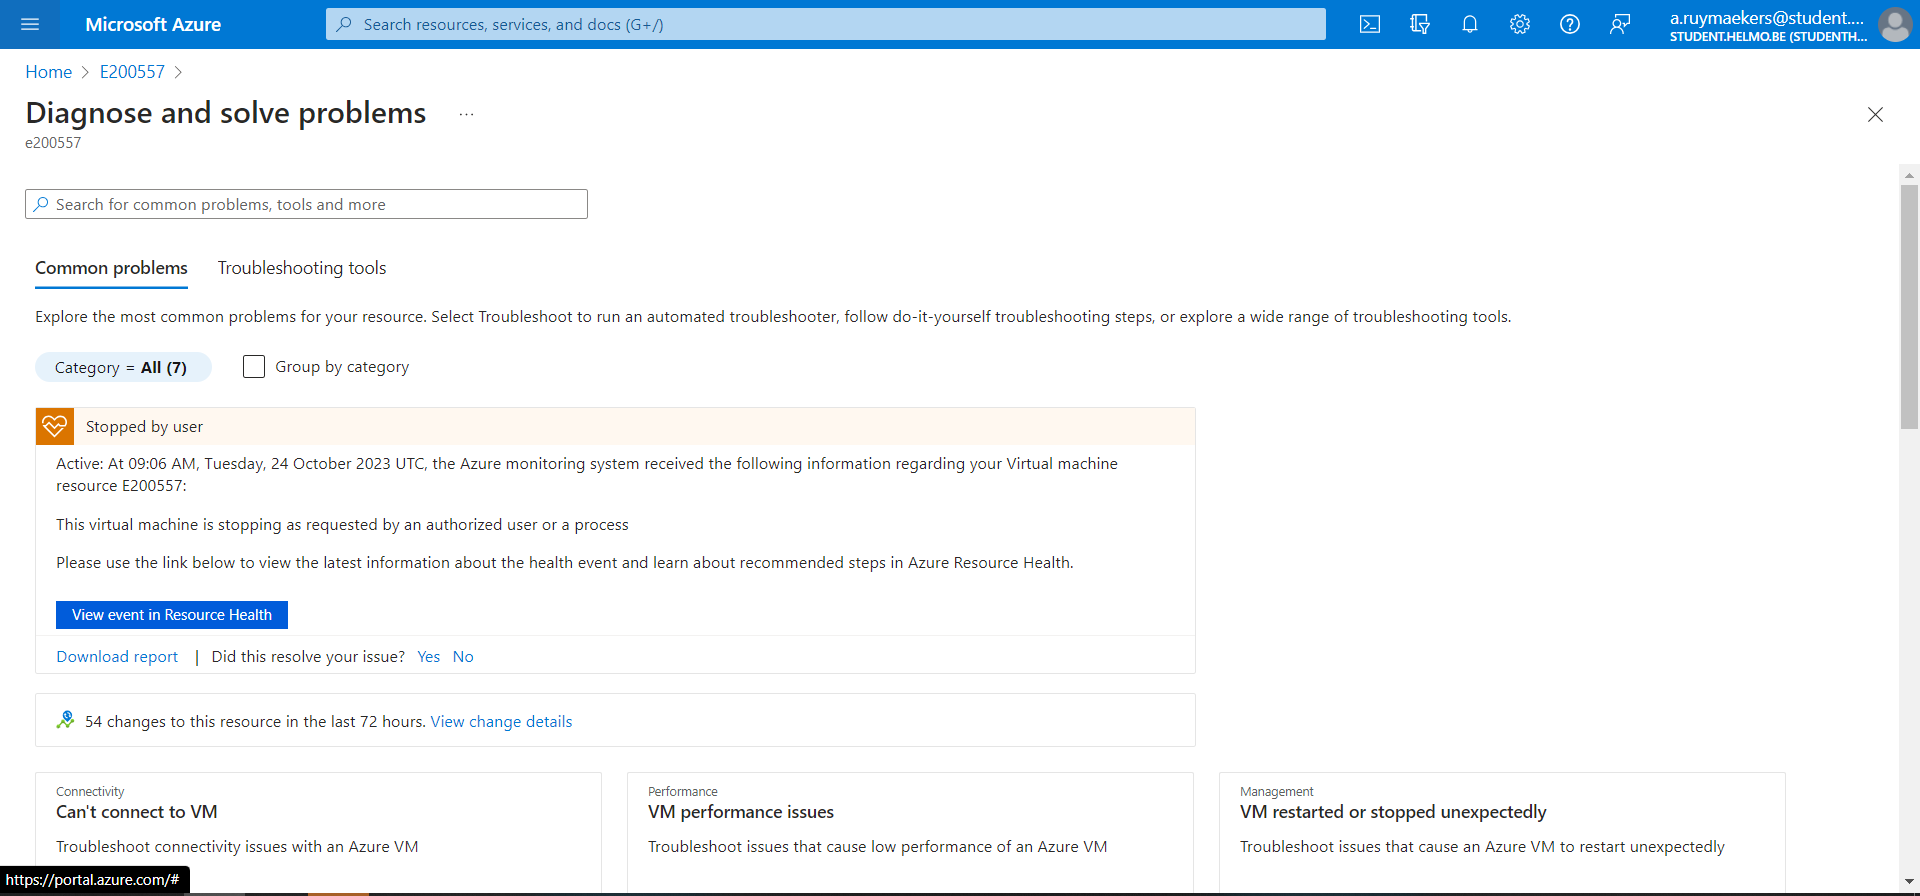 Microsoft Azure
Search resources, services, and docs (G+/)
a.ruymaekers@student....
STUDENT.HELMO.BE (STUDENTH...
Home > E200557 >
Diagnose and solve problems ...
e200557
Search for common problems, tools and more
Common problems
Troubleshooting tools
Explore the most common problems for your resource. Select Troubleshoot to run an automated troubleshooter, follow do-it-yourself troubleshooting steps, or explore a wide range of troubleshooting tools.
Category = All (7)
Group by category
Stopped by user
Active: At 09:06 AM, Tuesday, 24 October 2023 UTC, the Azure monitoring system received the following information regarding your Virtual machine
resource E200557:
This virtual machine is stopping as requested by an authorized user or a process
Please use the link below to view the latest information about the health event and learn about recommended steps in Azure Resource Health.
View event in Resource Health
Download report | Did this resolve your issue? Yes No
54 changes to this resource in the last 72 hours. View change details
Connectivity
Can't connect to VM
Troubleshoot connectivity issues with an Azure VM
Performance
VM performance issues
Troubleshoot issues that cause low performance of an Azure VM
Management
VM restarted or stopped unexpectedly
Troubleshoot issues that cause an Azure VM to restart unexpectedly
https://portal.azure.com/#